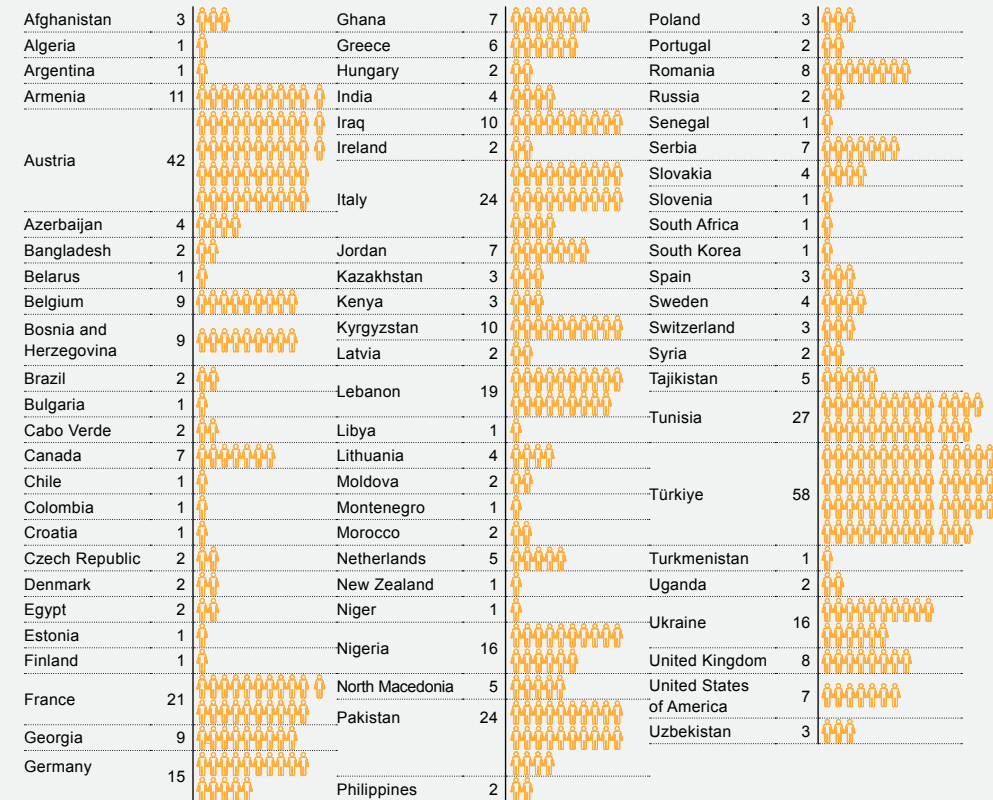 Afghanistan 3
Algeria 1
Argentina 1
Armenia 11
Austria 42
Azerbaijan 4
Bangladesh 2
Belarus 1
Belgium 9
Bosnia and
Herzegovina 9
Brazil 2
Bulgaria 1
Cabo Verde 2
Canada 7
Chile 1
Colombia 1
Croatia 1
Czech Republic 2
Denmark 2
Egypt 2
Estonia 1
Finland 1
France 21
Georgia 9
Germany 15
Ghana 7
Greece 6
Hungary 2
India 4
Iraq 10
Ireland 2
Italy 24
Jordan 7
Kazakhstan 3
Kenya 3
Kyrgyzstan 10
Latvia 2
Lebanon 19
Libya 1
Lithuania 4
Moldova 2
Montenegro 1
Morocco 2
Netherlands 5
New Zealand 1
Niger 1
Nigeria 16
North Macedonia 5
Pakistan 24
Philippines 2
Poland 3
Portugal 2
Romania 8
Russia 2
Senegal 1
Serbia 7
Slovakia 4
Slovenia 1
South Africa 1
South Korea 1
Spain 3
Sweden 4
Switzerland 3
Syria 2
Tajikistan 5
Tunisia 27
Türkiye 58
Turkmenistan 1
Uganda 2
Ukraine 16
United Kingdom 8
United States
of America 7
Uzbekistan 3